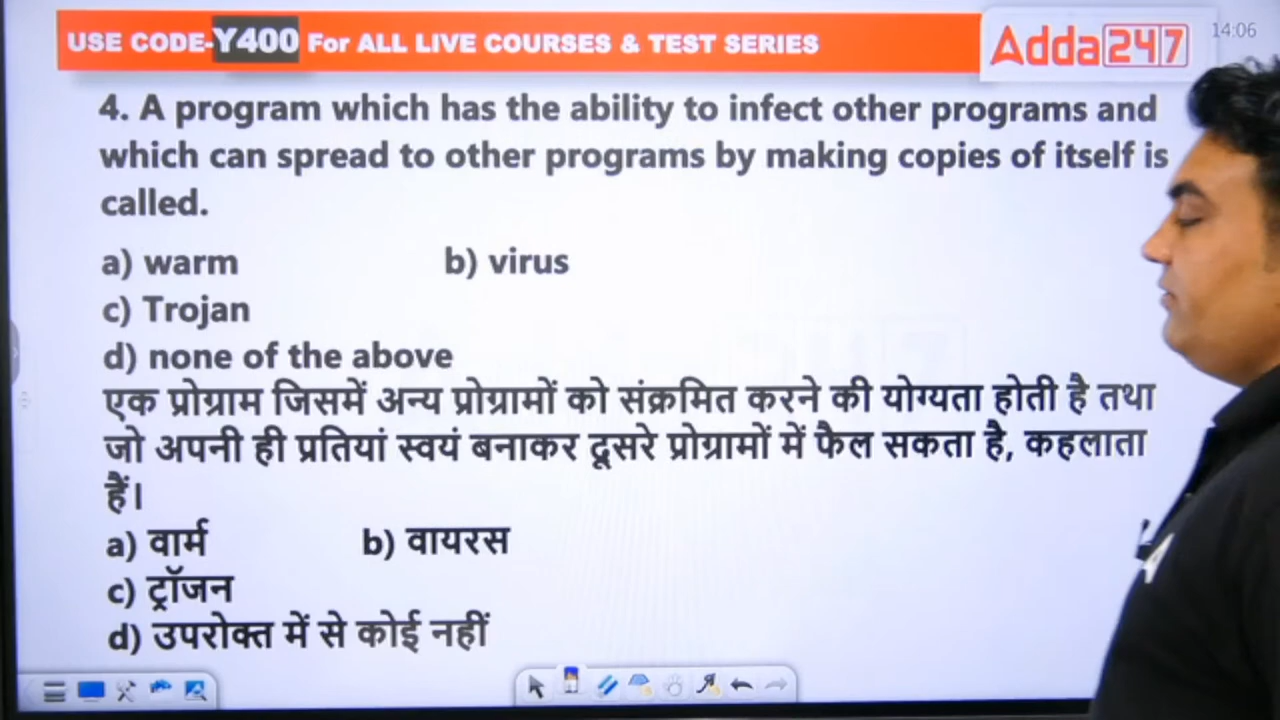 USE CODE-Y400 For ALL LIVE COURSES & TEST SERIES
Adda247
14:06
4. A program which has the ability to infect other programs and
which can spread to other programs by making copies of itself is
called.
a) warm b) virus
c) Trojan
d) none of the above
एक प्रोग्राम जिसमें अन्य प्रोग्रामों को संक्रमित करने की योग्यता होती है तथा
जो अपनी ही प्रतियां स्वयं बनाकर दूसरे प्रोग्रामों में फैल सकता है, कहलाता
हैं।
a) वार्म b) वायरस
c) ट्रॉजन
d) उपरोक्त में से कोई नहीं